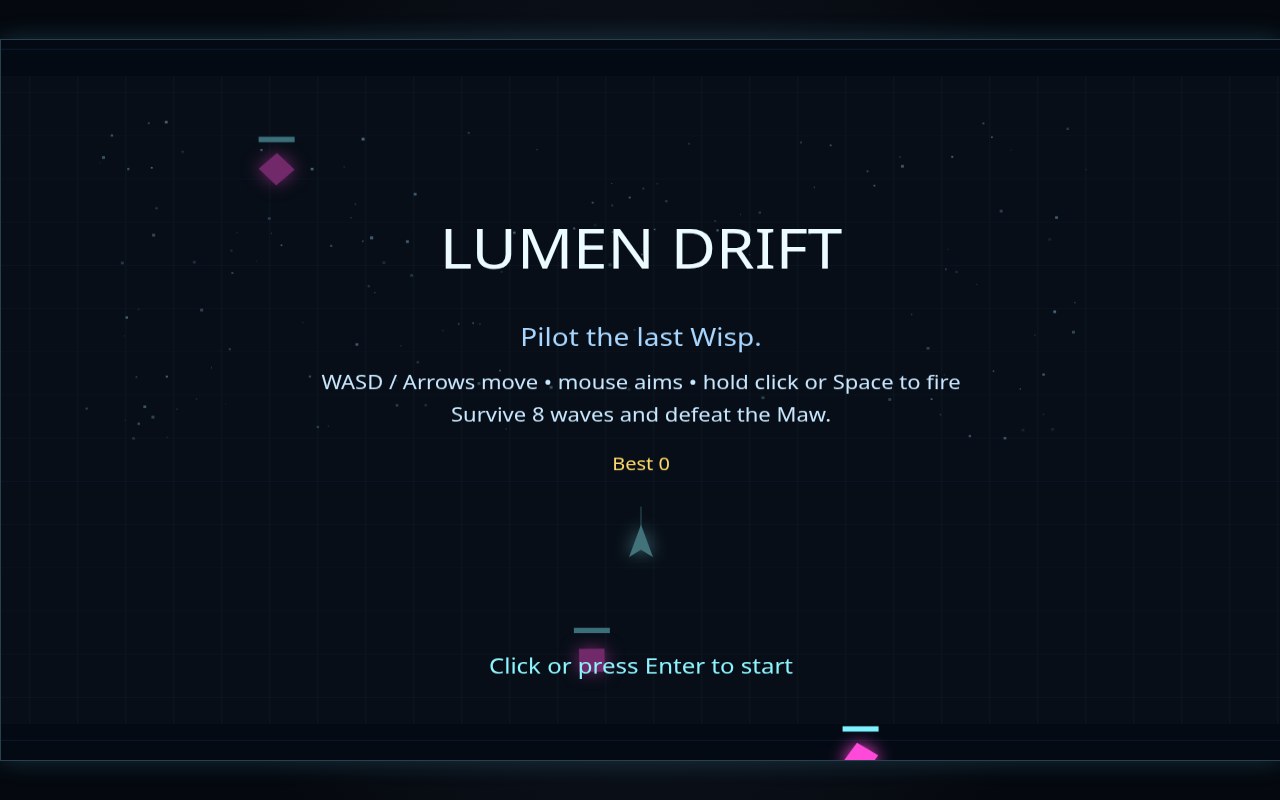 LUMEN DRIFT
Pilot the last Wisp.
WASD / Arrows move • mouse aims • hold click or Space to fire
Survive 8 waves and defeat the Maw.
Best 0
Click or press Enter to start